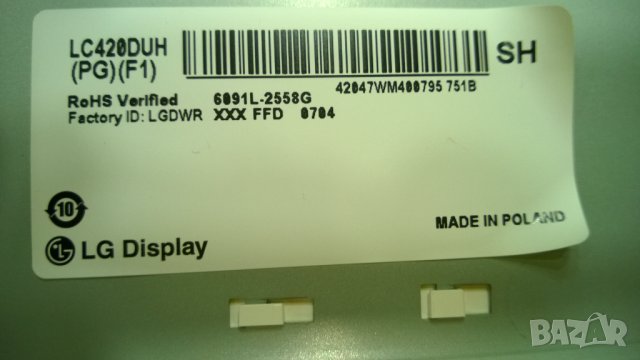 LC420DUH
(PG)(F1)
SH
42047WM400795 751B
RoHS Verified 6091L-2558G
Factory ID: LGDWR XXX FFD 0704
10
MADE IN POLAND
LG Display
BAZAR